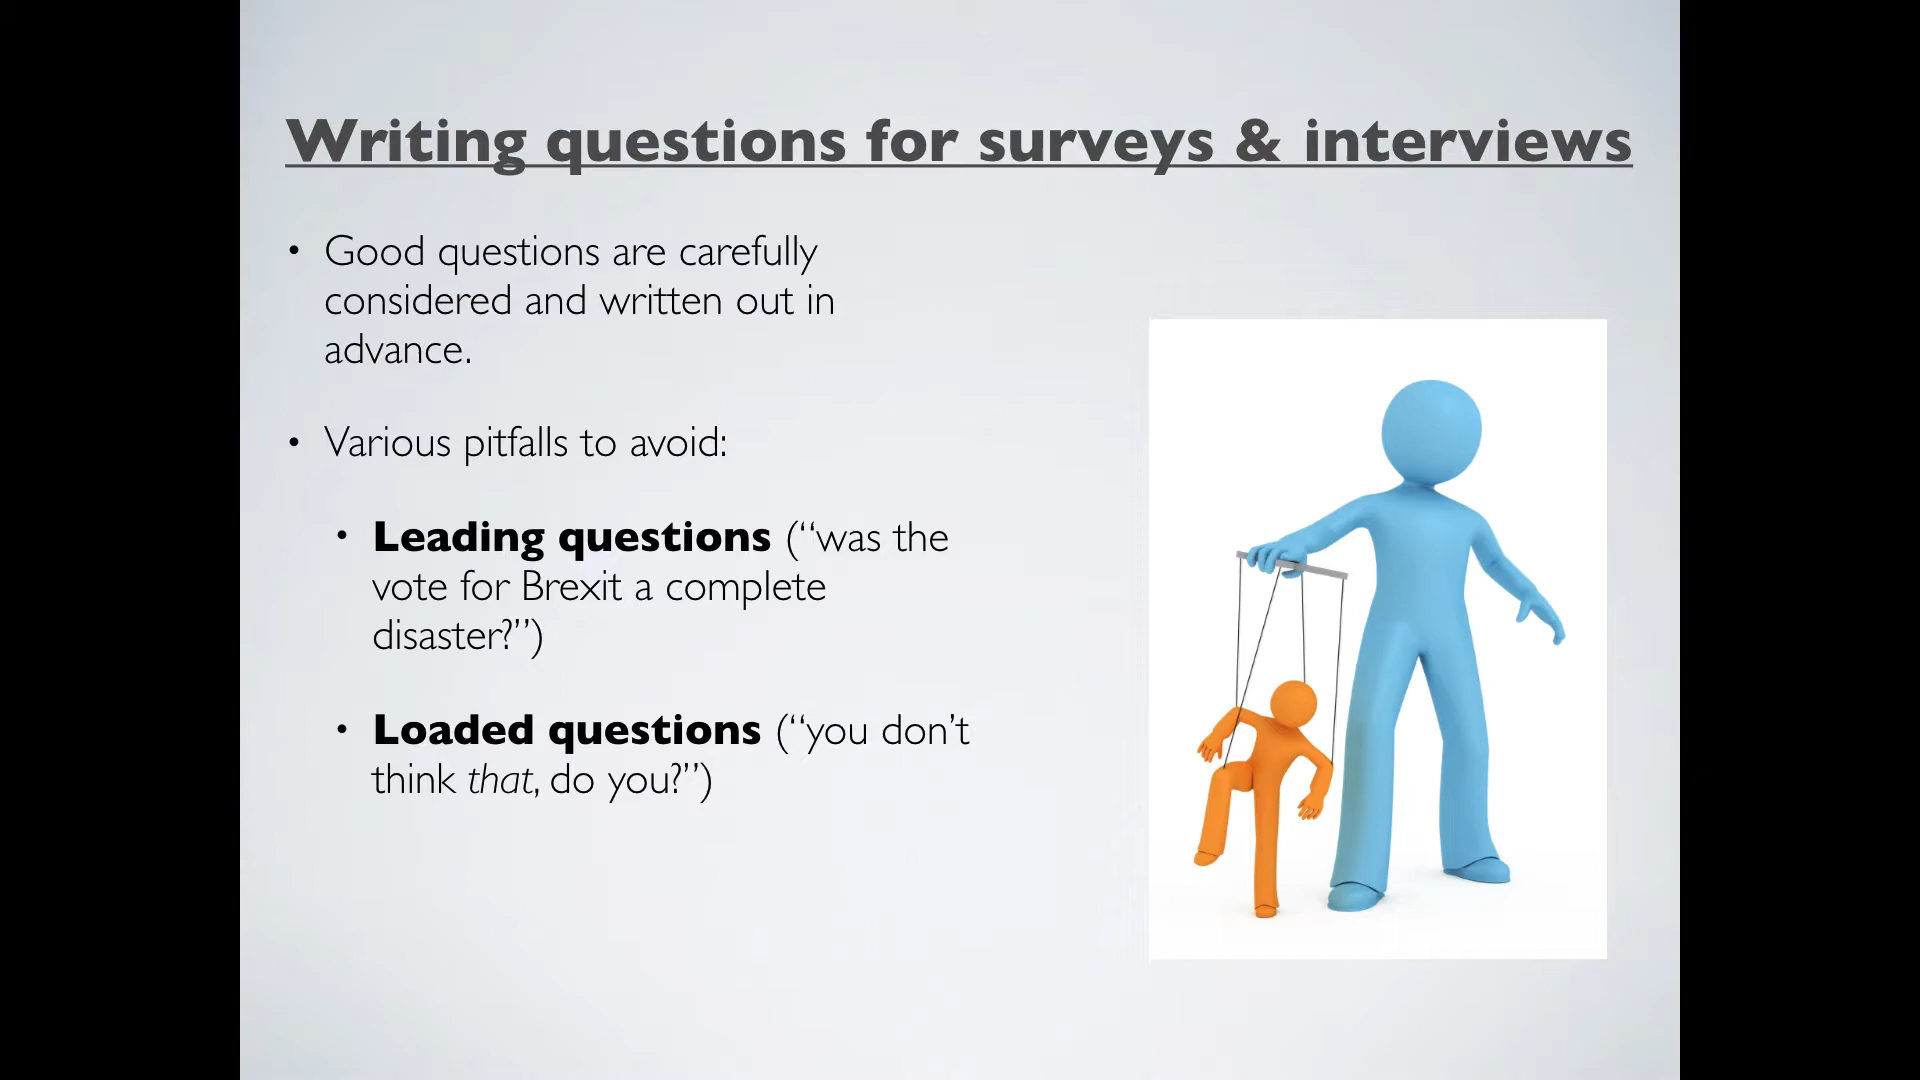 Writing questions for surveys & interviews
• Good questions are carefully
considered and written out in
advance.
• Various pitfalls to avoid:
• Leading questions (“was the
vote for Brexit a complete
disaster?”)
• Loaded questions (“you don’t
think that, do you?”)